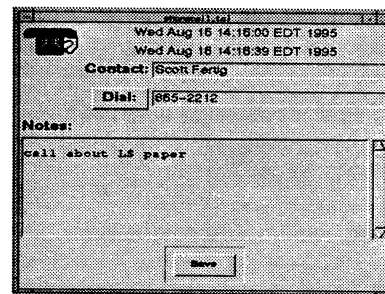 Wed Aug 16 14:16:00 EDT 1995
Wed Aug 16 14:16:39 EDT 1995
Contact: Scott Fertig
Dial: 665-2212
Notes:
call about LS paper
Save